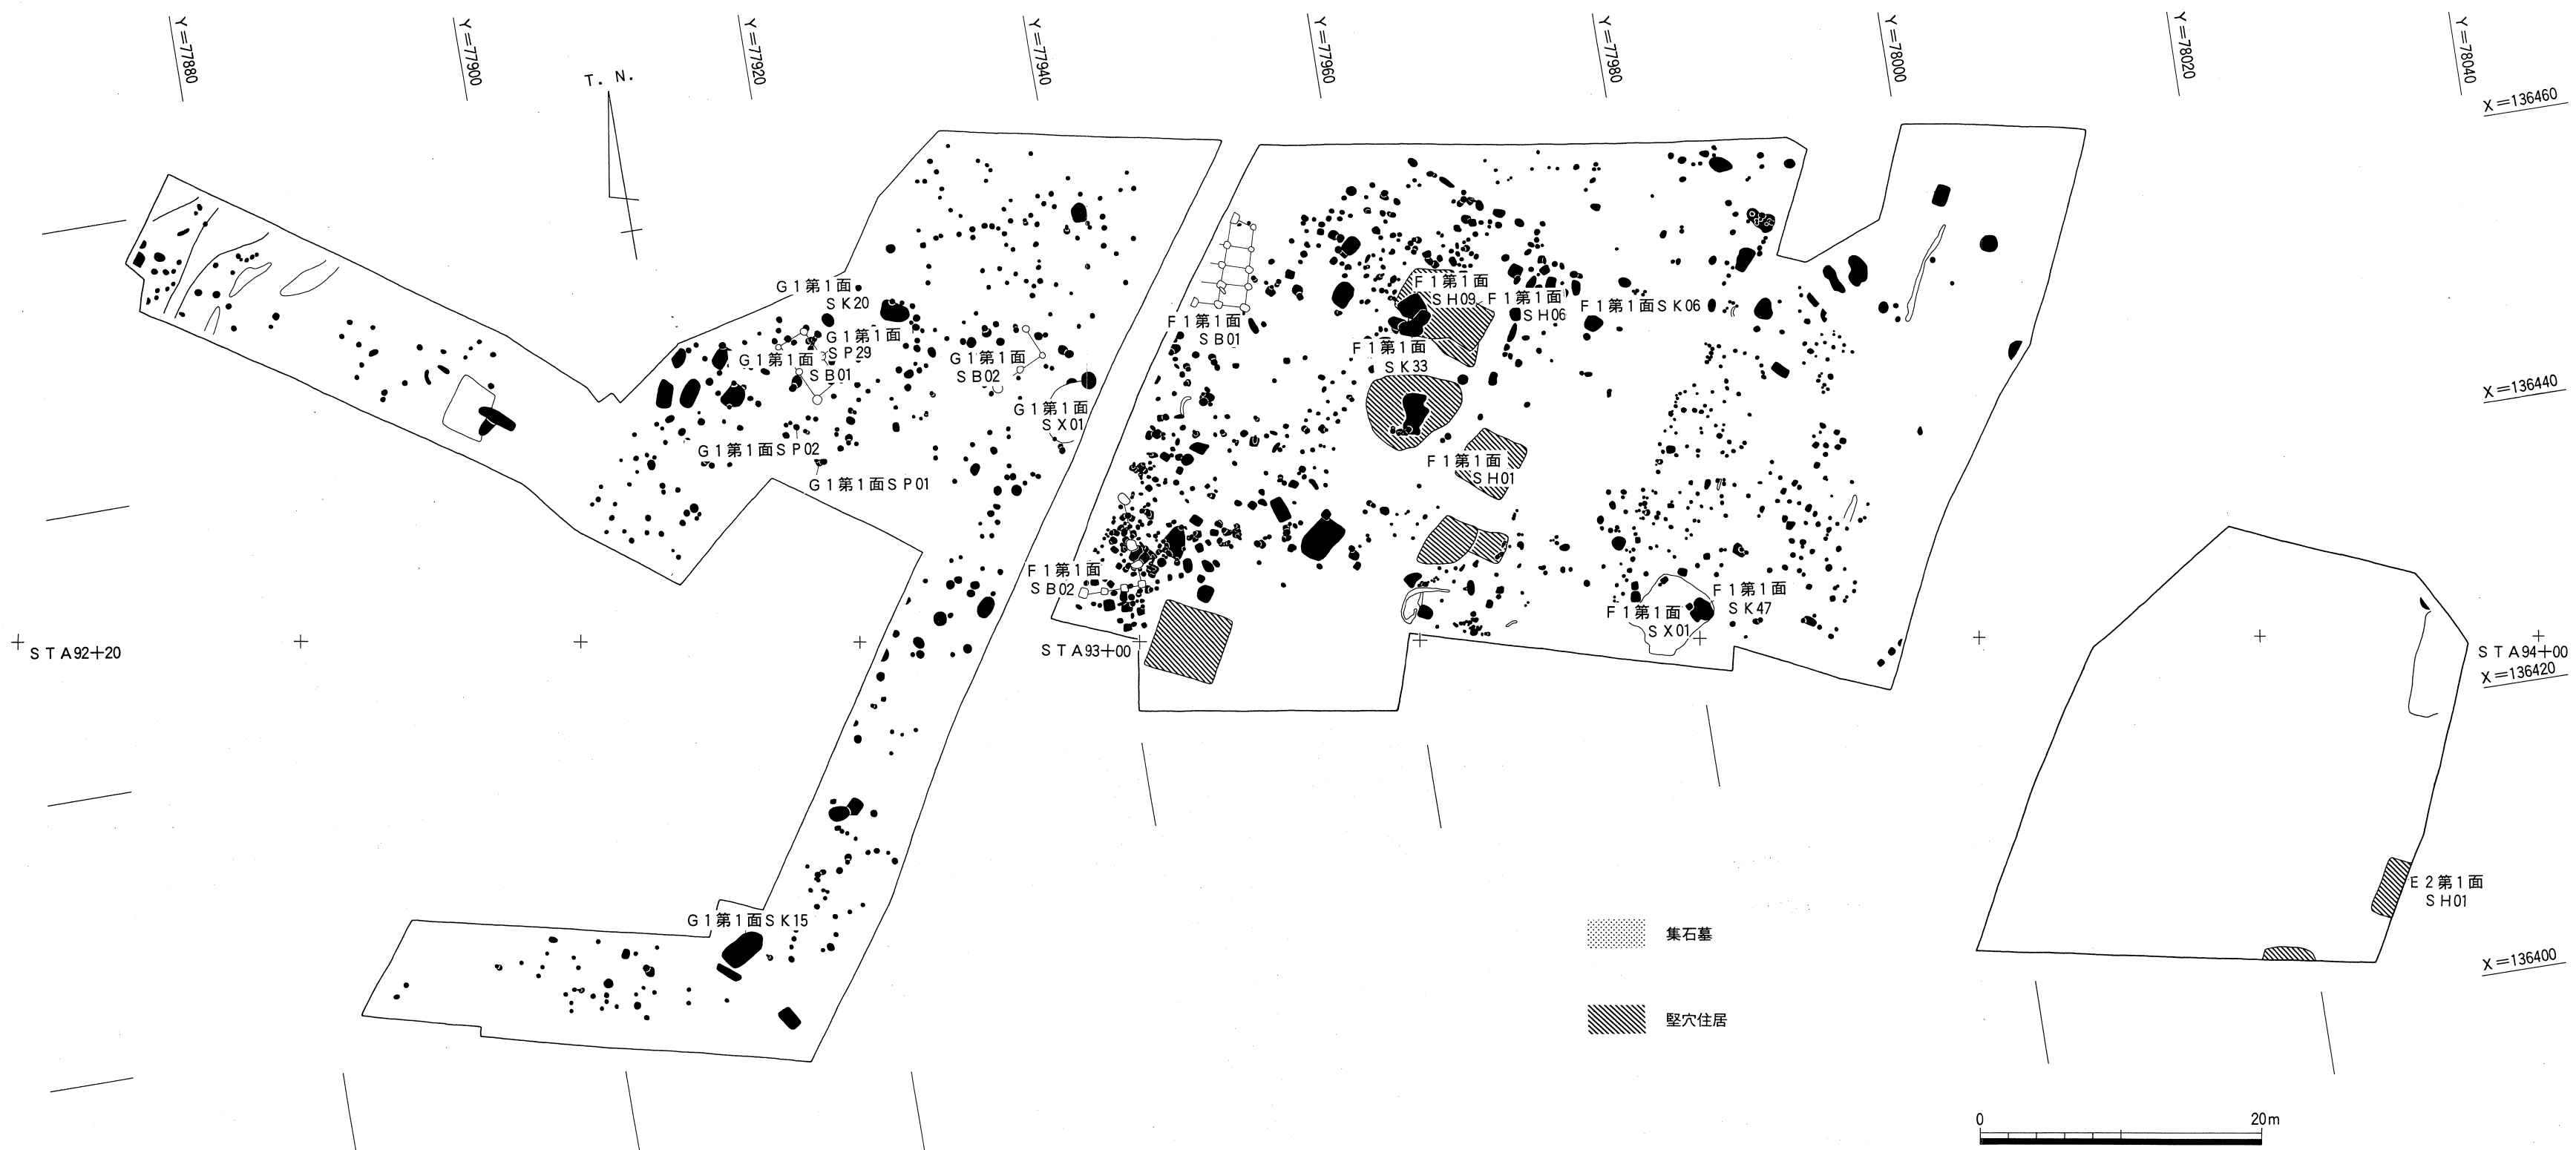 Y=77880
Y=77900
Y=77920
Y=77940
Y=77960
Y=77980
Y=78000
Y=78020
Y=78040
T. N.
X=136460
G1第1面
SK20
G1第1面
SP29
G1第1面
SB01
G1第1面
SB02
G1第1面
SX01
G1第1面SP02
G1第1面SP01
F1第1面
SB01
F1第1面
SH09
F1第1面
SH06
F1第1面SK06
F1第1面
SK33
X=136440
F1第1面
SH01
F1第1面
SB02
F1第1面
SK47
F1第1面
SX01
STA92+20
STA93+00
STA94+00
X=136420
E2第1面
SH01
G1第1面SK15
集石墓
X=136400
竪穴住居
0 20m